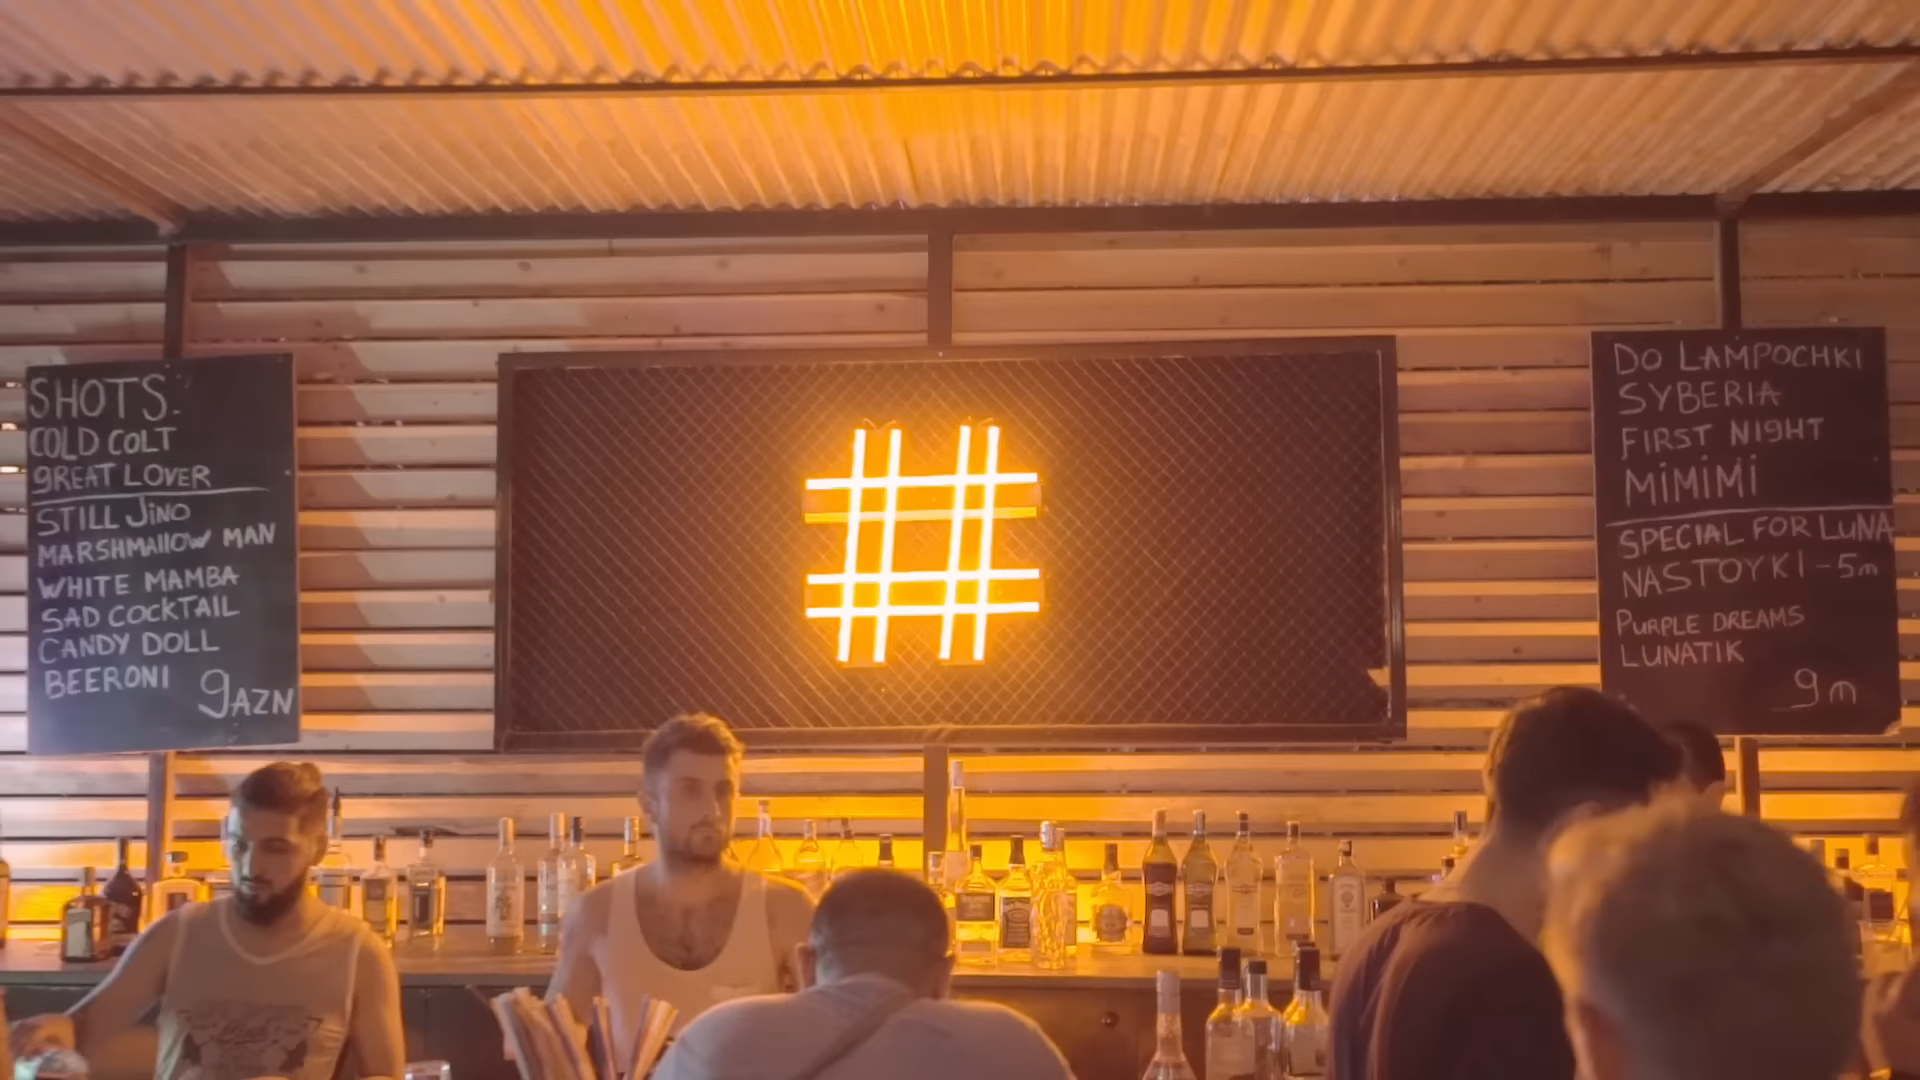 SHOTS:
COLD COLT
GREAT LOVER
STILL JiNO
MARSHMAllOW MAN
WHITE MAMBA
SAD COCKTAIL
CANDY DOLL
BEERONI
9AZN
#
DO LAMPOCHKI
SYBERIA
FIRST NIGHT
MiMiMi
SPECIAL FOR LUNA
NASTOYKI - 5m
PURPLE DREAMS
LUNATIK
9m